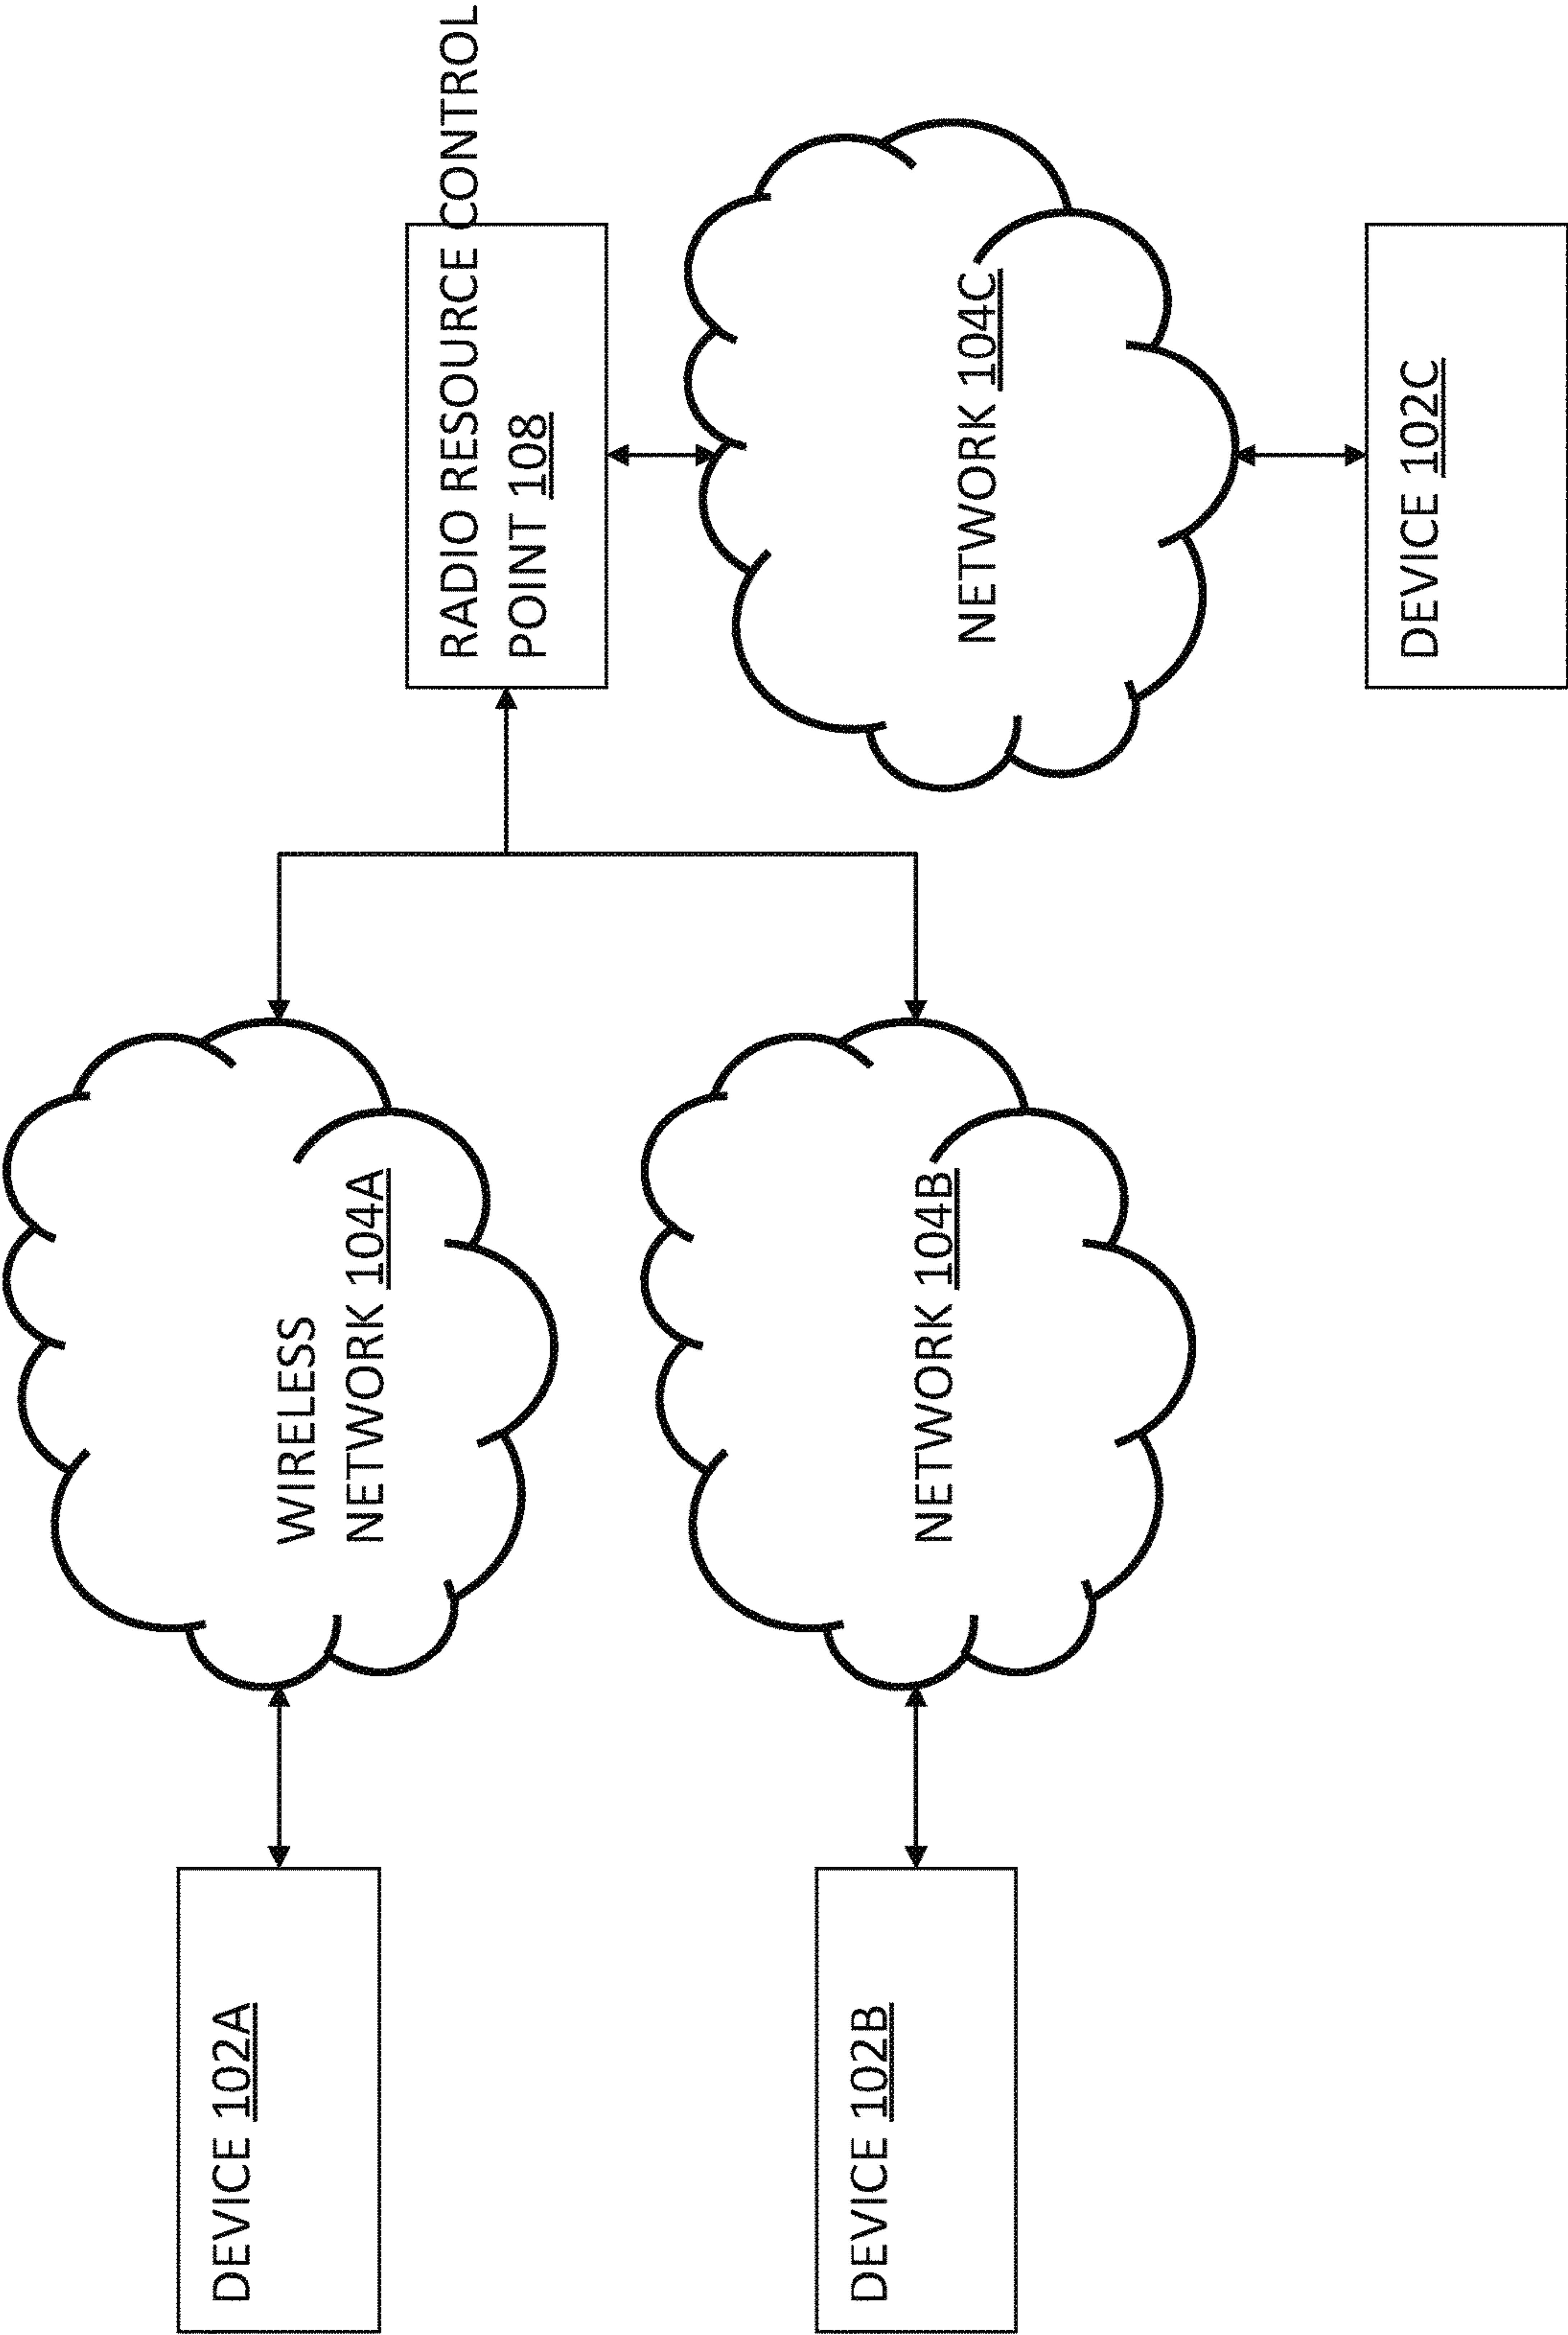 DEVICE 102A
WIRELESS
NETWORK 104A
RADIO RESOURCE CONTROL
POINT 108
DEVICE 102B
NETWORK 104B
NETWORK 104C
DEVICE 102C